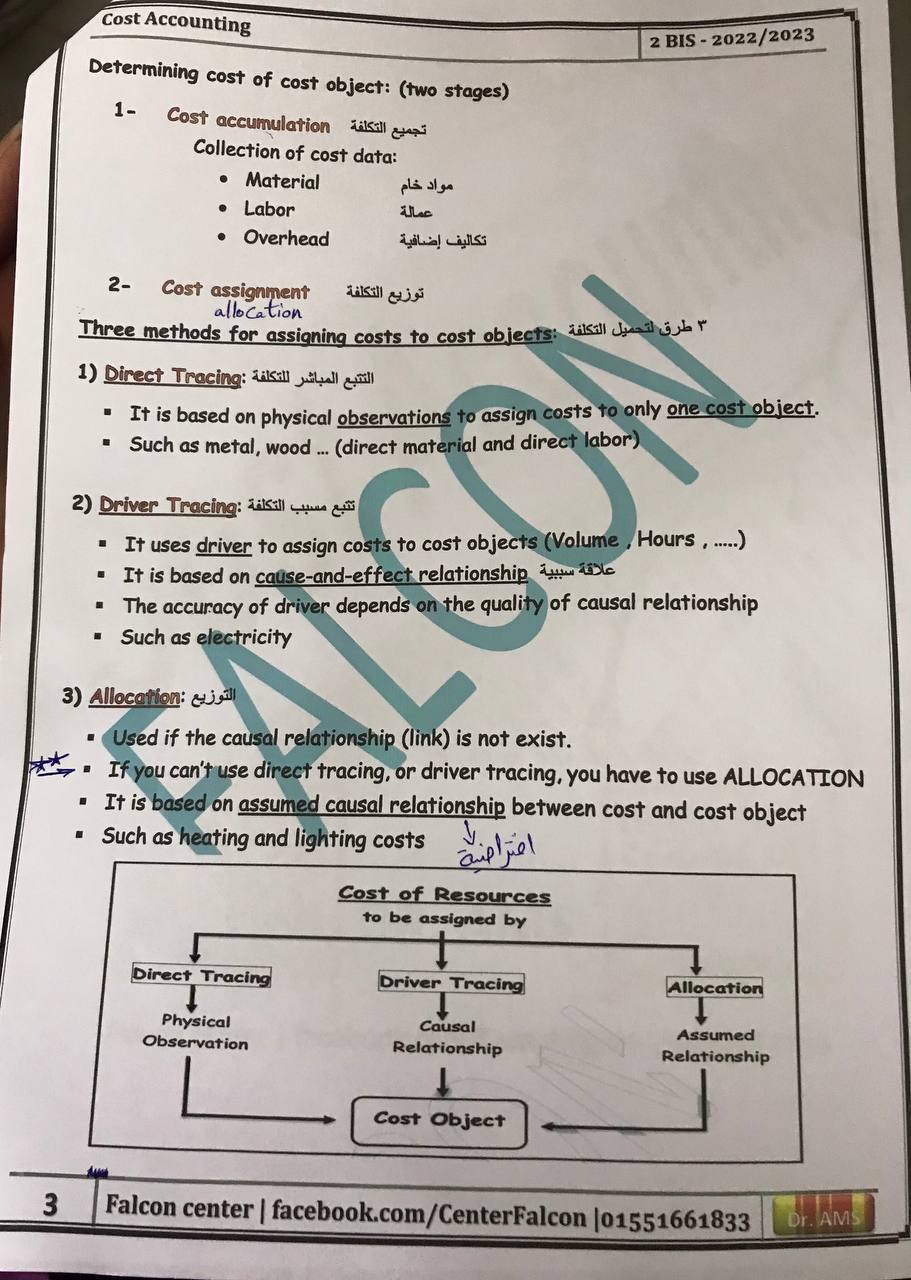 Cost Accounting
2 BIS - 2022/2023
Determining cost of cost object: (two stages)
1- Cost accumulation تجميع التكلفة
Collection of cost data:
• Material مواد خام
• Labor عمالة
• Overhead تكاليف إضافية
2- Cost assignment توزيع التكلفة
allocation
Three methods for assigning costs to cost objects: ٣ طرق لتحميل التكلفة
1) Direct Tracing: التتبع المباشر للتكلفة
▪ It is based on physical observations to assign costs to only one cost object.
▪ Such as metal, wood ... (direct material and direct labor)
2) Driver Tracing: تتبع مسبب التكلفة
▪ It uses driver to assign costs to cost objects (Volume , Hours , .....)
▪ It is based on cause-and-effect relationship علاقة سببية
▪ The accuracy of driver depends on the quality of causal relationship
▪ Such as electricity
3) Allocation: التوزيع
▪ Used if the causal relationship (link) is not exist.
▪ If you can't use direct tracing, or driver tracing, you have to use ALLOCATION
▪ It is based on assumed causal relationship between cost and cost object
▪ Such as heating and lighting costs
افتراضية
FALCON
Cost of Resources
to be assigned by
Direct Tracing Driver Tracing Allocation
Physical Causal Assumed
Observation Relationship Relationship
Cost Object
3 Falcon center | facebook.com/CenterFalcon |01551661833 Dr. AMS